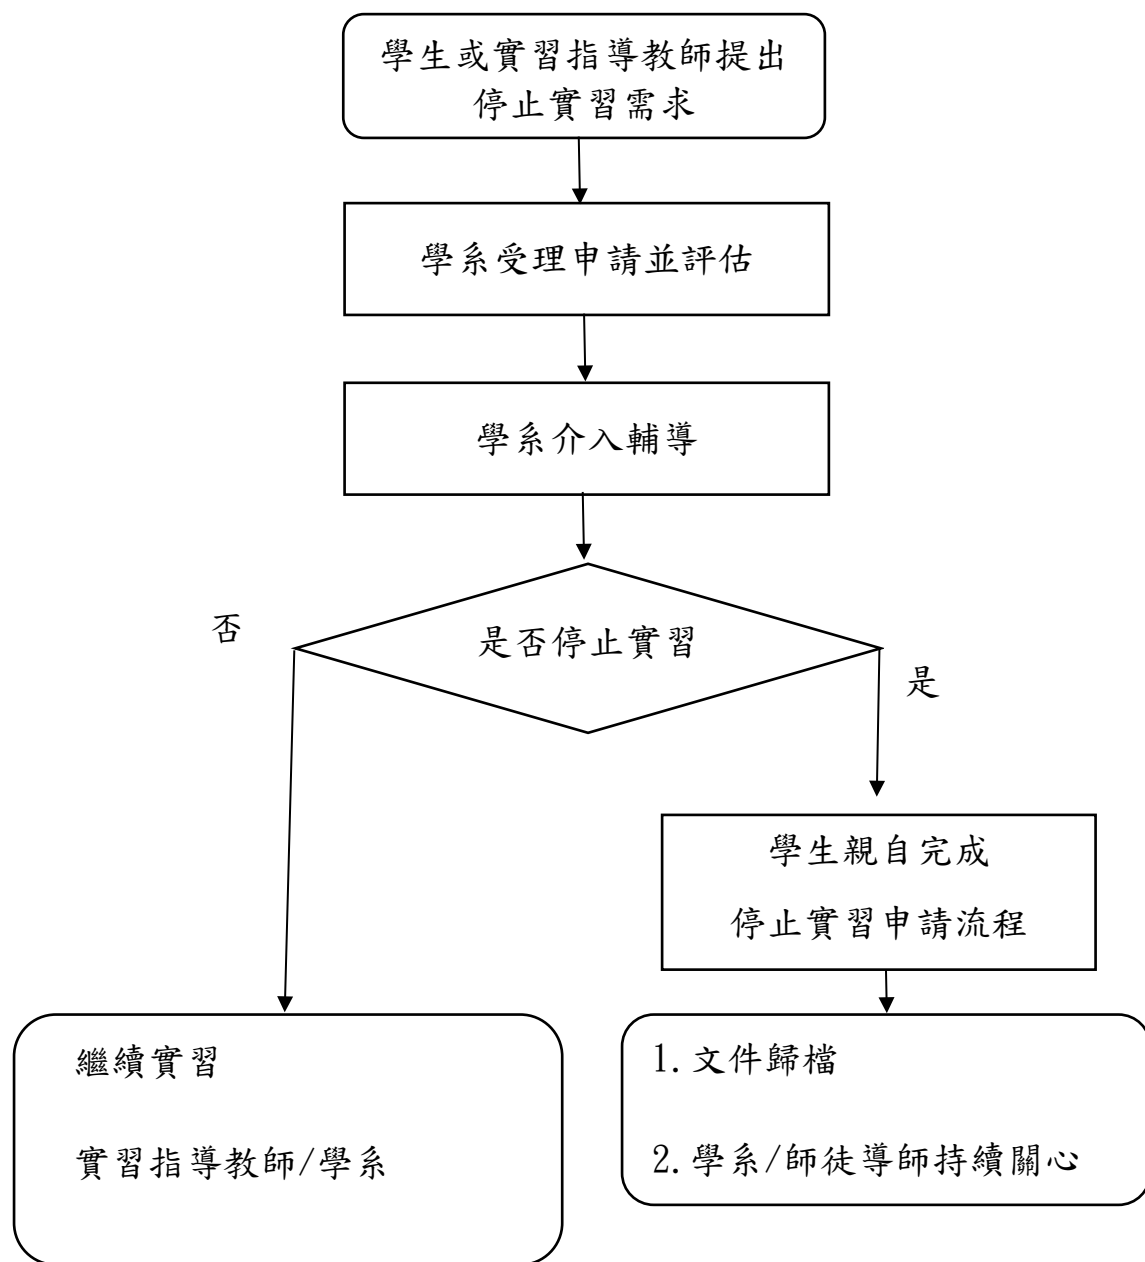 學生或實習指導教師提出
停止實習需求
學系受理申請並評估
學系介入輔導
是否停止實習
否
是
學生親自完成
停止實習申請流程
繼續實習
實習指導教師/學系
1.文件歸檔
2.學系/師徒導師持續關心